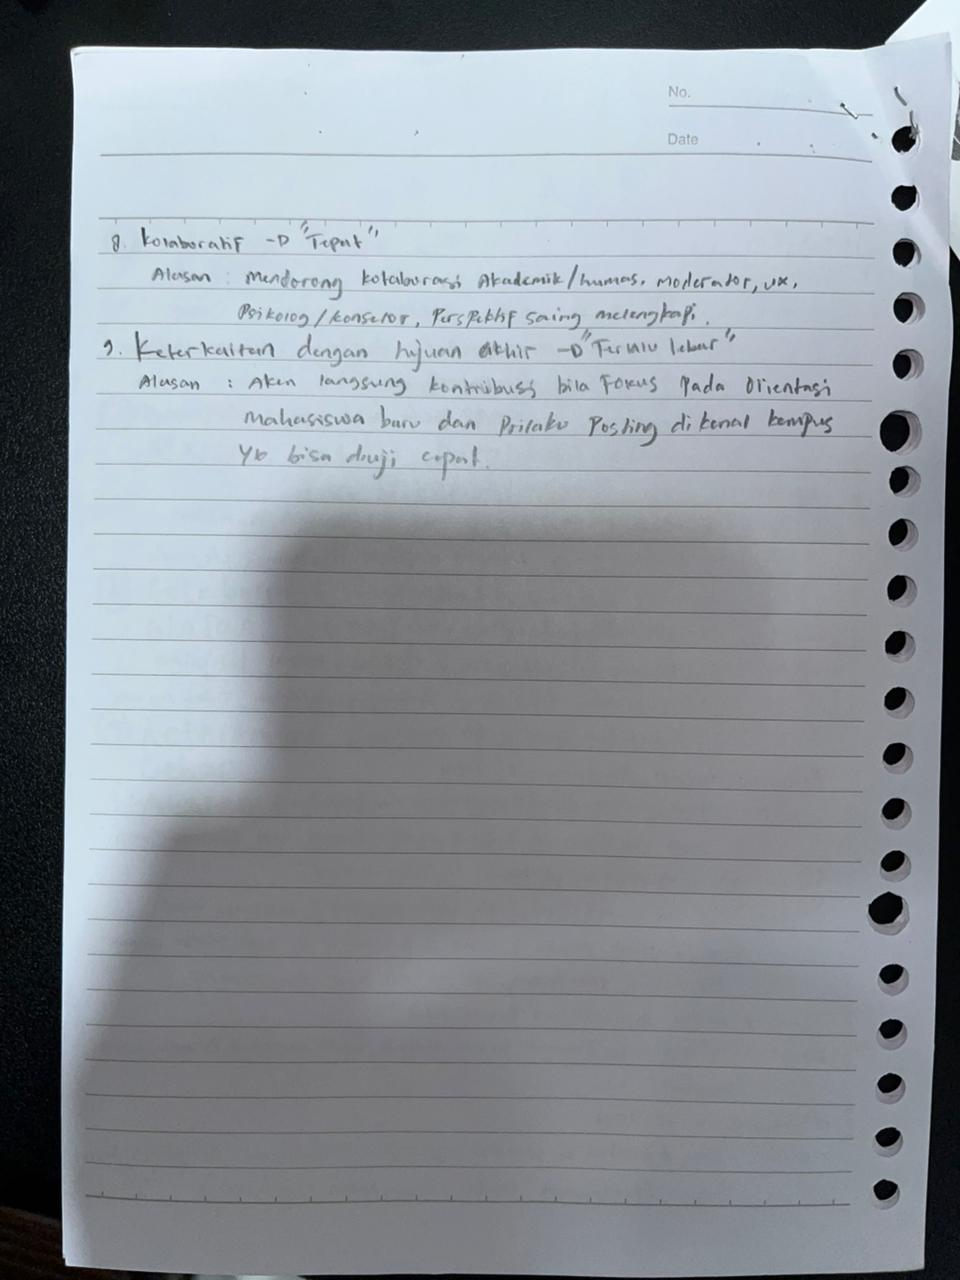 No.
Date
8. Kolaboratif → "Tepat"
Alasan : Mendorong kolaborasi Akademik/humas, moderator, UX,
Psikolog/konselor, Perspektif saling melengkapi.
9. Keterkaitan dengan tujuan akhir → "Terlalu lebar"
Alasan : Akan langsung kontribusi bila Fokus Pada Orientasi
Mahasiswa baru dan Prilaku Posting di kanal kampus
Yg bisa diuji cepat.